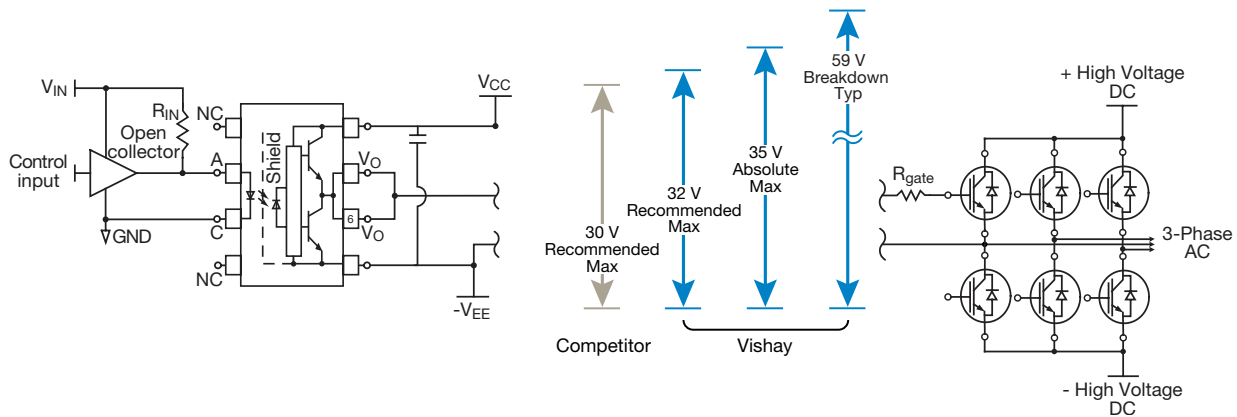 VIN
RIN
Open
collector
Control
input
GND
NC
A
C
NC
Shield
VO
6
VO
VCC
-VEE
30 V
Recommended
Max
32 V
Recommended
Max
35 V
Absolute
Max
59 V
Breakdown
Typ
Competitor
Vishay
Rgate
+ High Voltage
DC
3-Phase
AC
- High Voltage
DC